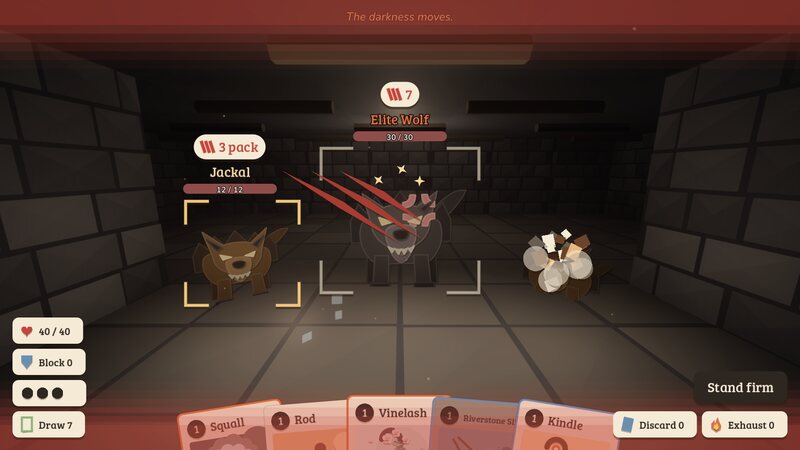 The darkness moves.
7
Elite Wolf
30 / 30
3 pack
Jackal
12 / 12
40 / 40
Block 0
Draw 7
1 Squall
1 Rod
1 Vinelash
1 Riverstone
1 Kindle
Stand firm
Discard 0
Exhaust 0